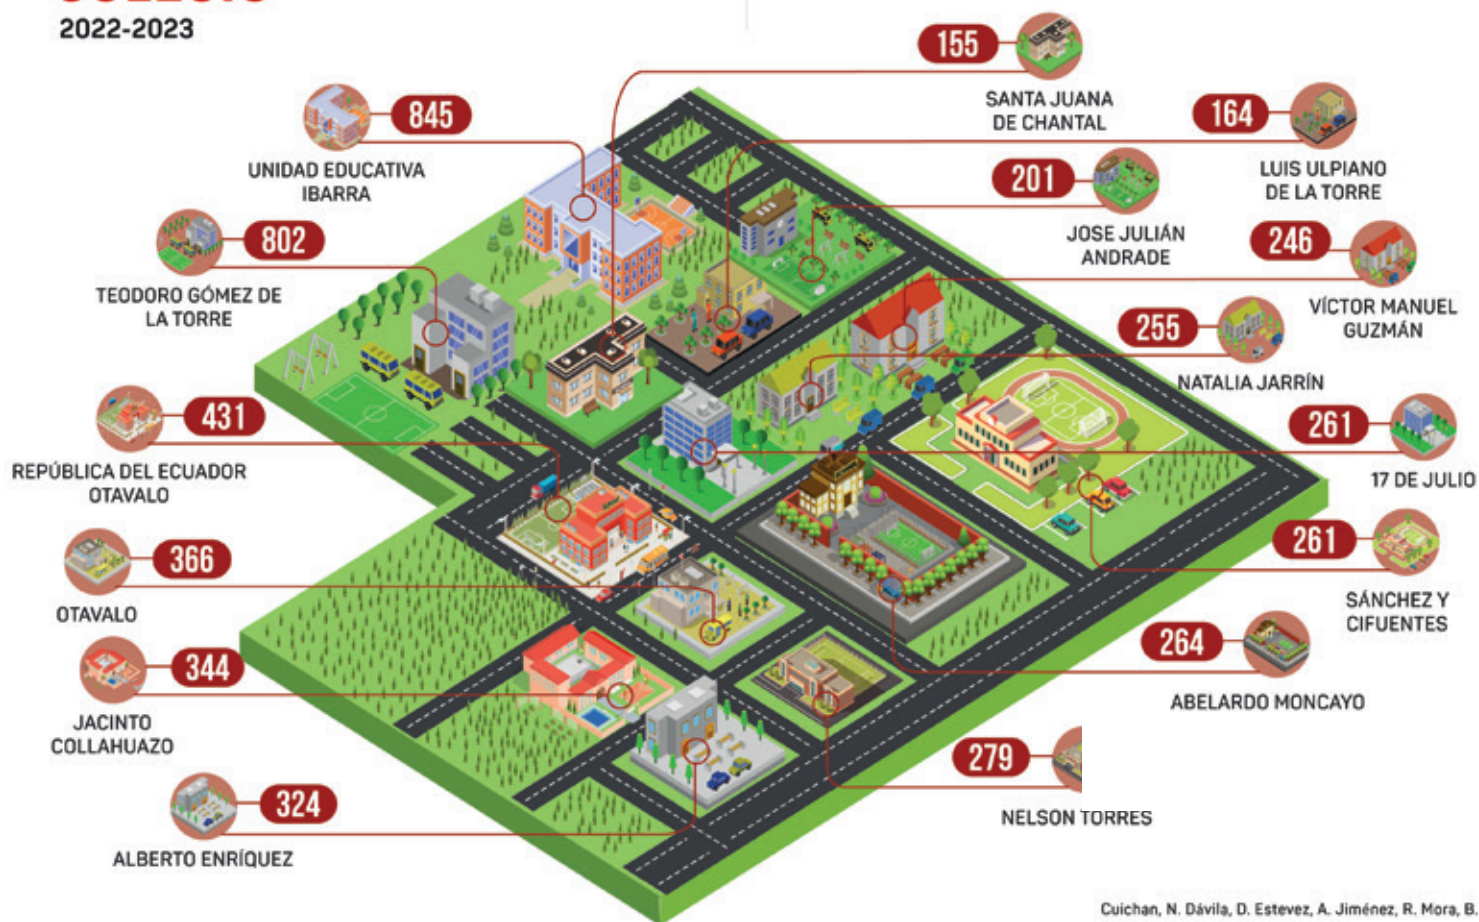 2022-2023
155
SANTA JUANA
DE CHANTAL
845
UNIDAD EDUCATIVA
IBARRA
164
LUIS ULPIANO
DE LA TORRE
201
JOSE JULIÁN
ANDRADE
802
TEODORO GÓMEZ DE
LA TORRE
246
VÍCTOR MANUEL
GUZMÁN
255
NATALIA JARRÍN
431
REPÚBLICA DEL ECUADOR
OTAVALO
261
17 DE JULIO
366
OTAVALO
261
SÁNCHEZ Y
CIFUENTES
344
JACINTO
COLLAHUAZO
264
ABELARDO MONCAYO
279
NELSON TORRES
324
ALBERTO ENRÍQUEZ
Cuichan, N. Dávila, D. Estevez, A. Jiménez, R. Mora, B.